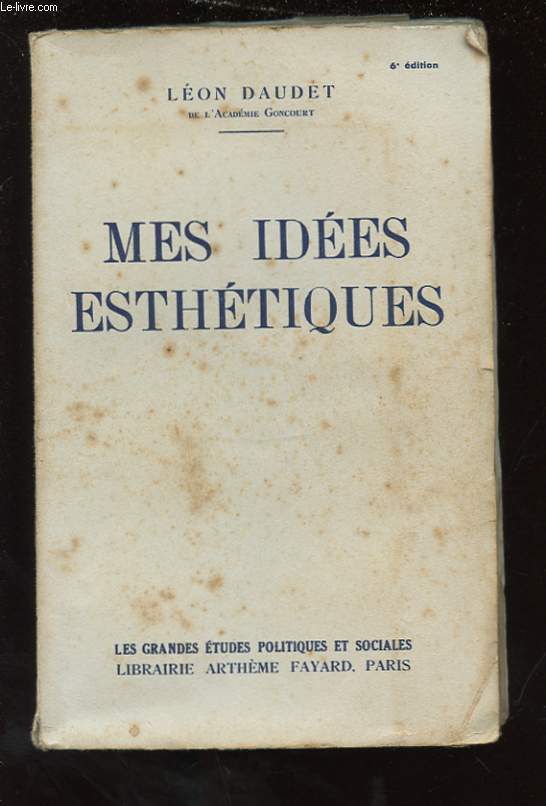 Le-livre.com
6e édition
LÉON DAUDET
DE L'ACADÉMIE GONCOURT
MES IDÉES
ESTHÉTIQUES
LES GRANDES ÉTUDES POLITIQUES ET SOCIALES
LIBRAIRIE ARTHÈME FAYARD. PARIS